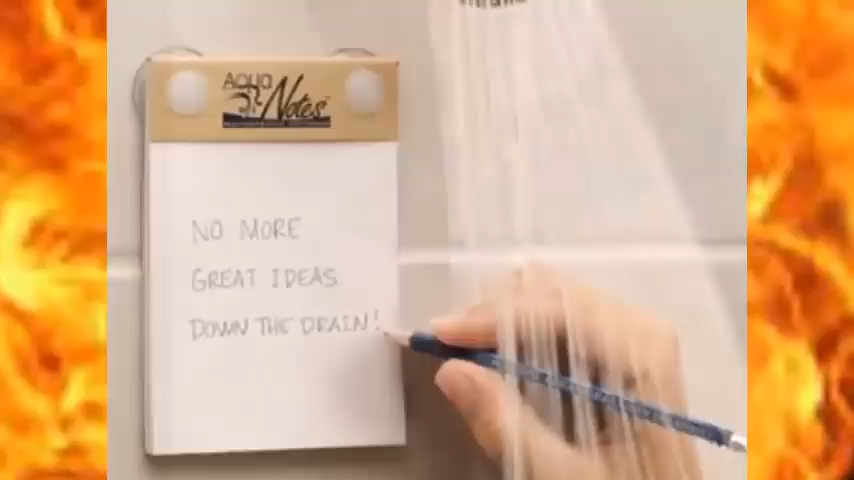 AQUA
Notes
NO MORE
GREAT IDEAS
DOWN THE DRAIN!